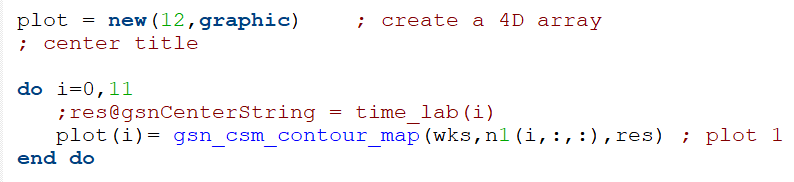 plot = new(12,graphic)    ; create a 4D array
; center title

do i=0,11
   ;res@gsnCenterString = time_lab(i)
   plot(i)= gsn_csm_contour_map(wks,n1(i,:,:),res) ; plot 1
end do